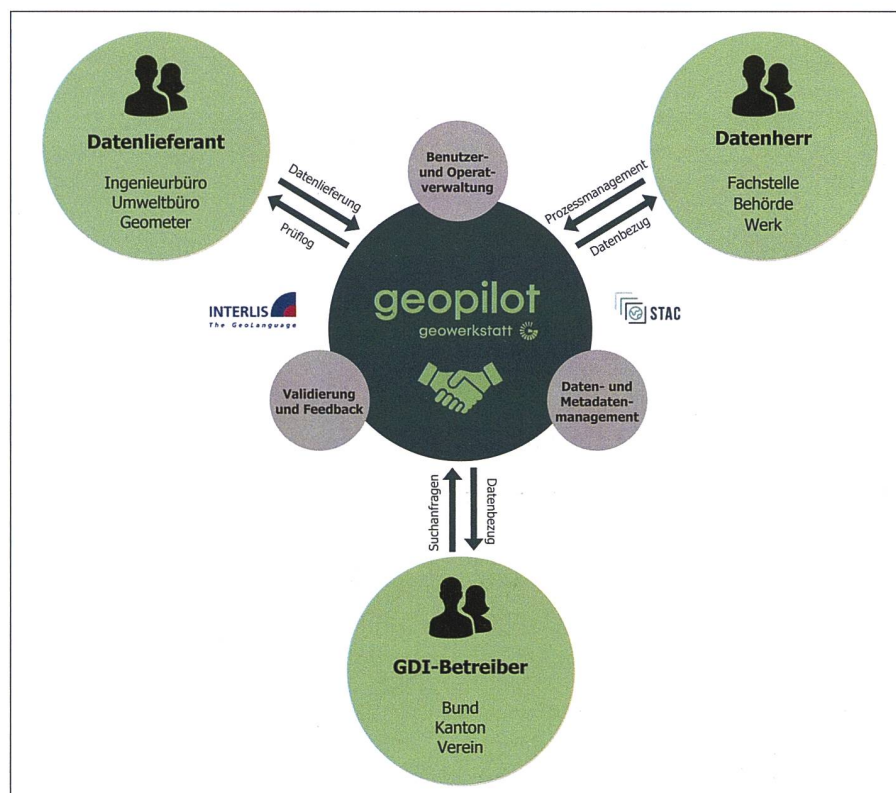 Datenlieferant
Ingenieurbüro
Umweltbüro
Geometer
Datenherr
Fachstelle
Behörde
Werk
Benutzer-
und Operat-
verwaltung
Datenlieferung
Prüflog
Prozessmanagement
Datenbezug
INTERLIS
The GeoLanguage
geopilot
geowerkstatt
STAC
Validierung
und Feedback
Daten- und
Metadaten-
management
Suchanfragen
Datenbezug
GDI-Betreiber
Bund
Kanton
Verein